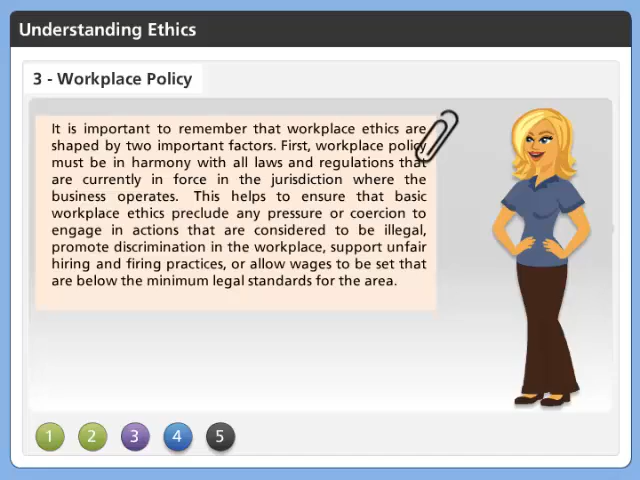 Understanding Ethics
3 - Workplace Policy
It is important to remember that workplace ethics are
shaped by two important factors. First, workplace policy
must be in harmony with all laws and regulations that
are currently in force in the jurisdiction where the
business operates. This helps to ensure that basic
workplace ethics preclude any pressure or coercion to
engage in actions that are considered to be illegal,
promote discrimination in the workplace, support unfair
hiring and firing practices, or allow wages to be set that
are below the minimum legal standards for the area.
1 2 3 4 5